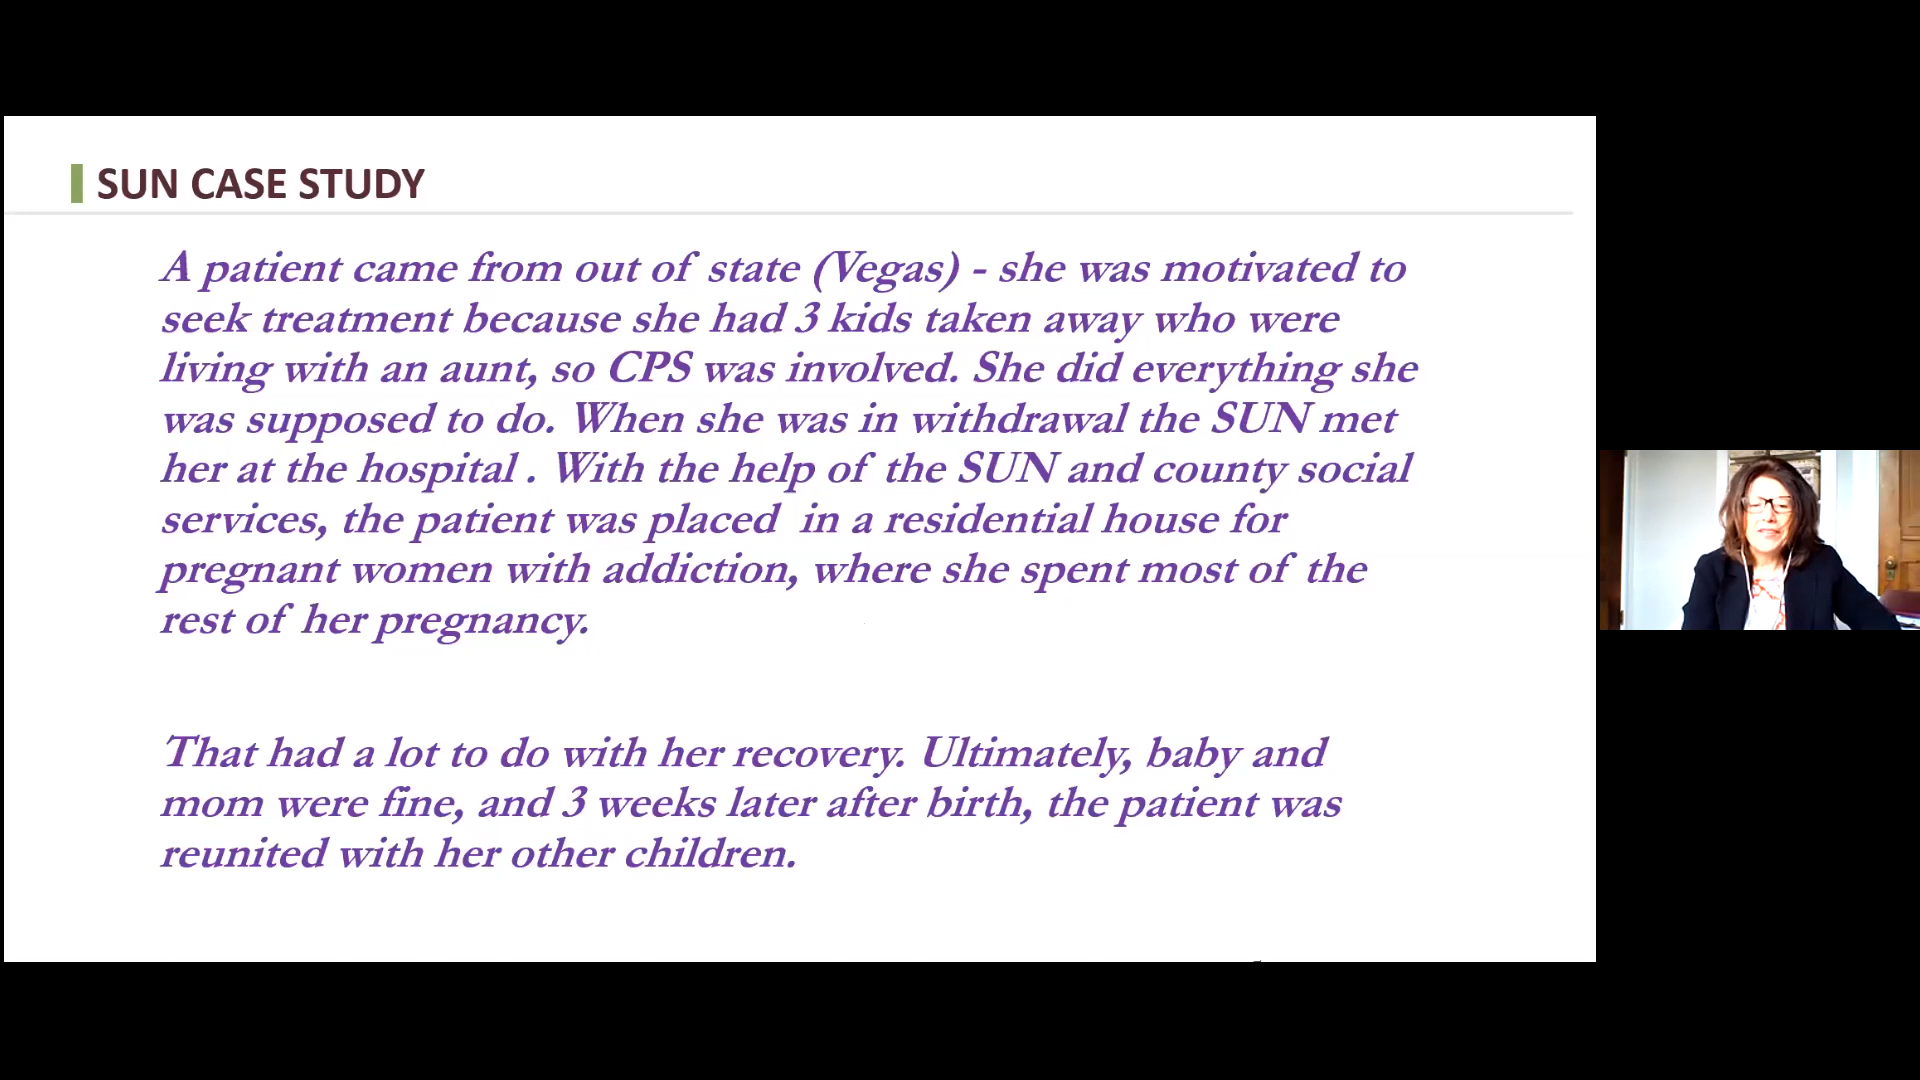 SUN CASE STUDY
A patient came from out of state (Vegas) - she was motivated to
seek treatment because she had 3 kids taken away who were
living with an aunt, so CPS was involved. She did everything she
was supposed to do. When she was in withdrawal the SUN met
her at the hospital . With the help of the SUN and county social
services, the patient was placed in a residential house for
pregnant women with addiction, where she spent most of the
rest of her pregnancy.
That had a lot to do with her recovery. Ultimately, baby and
mom were fine, and 3 weeks later after birth, the patient was
reunited with her other children.